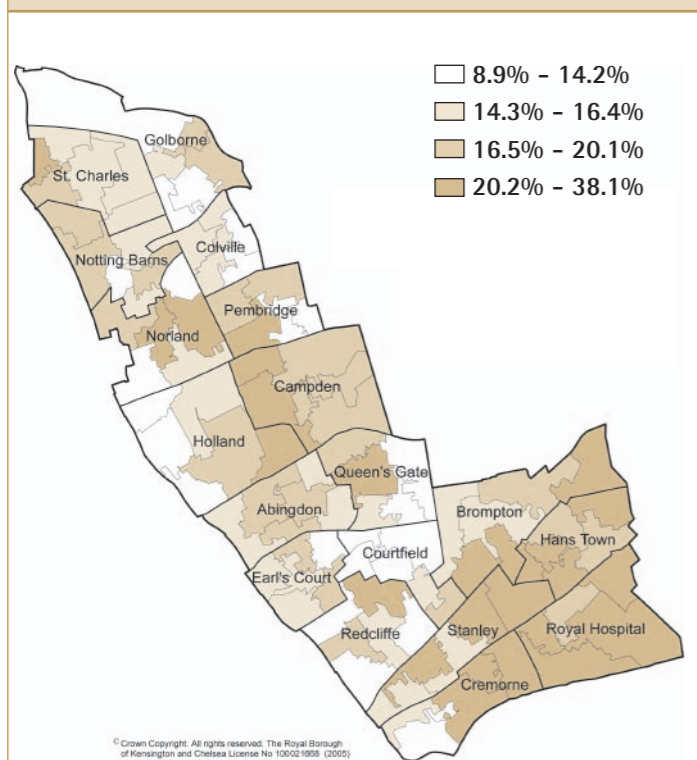 8.9% - 14.2%
14.3% - 16.4%
16.5% - 20.1%
20.2% - 38.1%
Golborne
St. Charles
Colville
Notting Barns
Pembridge
Norland
Campden
Holland
Queen's Gate
Abingdon
Brompton
Hans Town
Courtfield
Earl's Court
Redcliffe
Stanley
Royal Hospital
Cremorne
© Crown Copyright. All rights reserved. The Royal Borough
of Kensington and Chelsea License No 100021668 (2005)